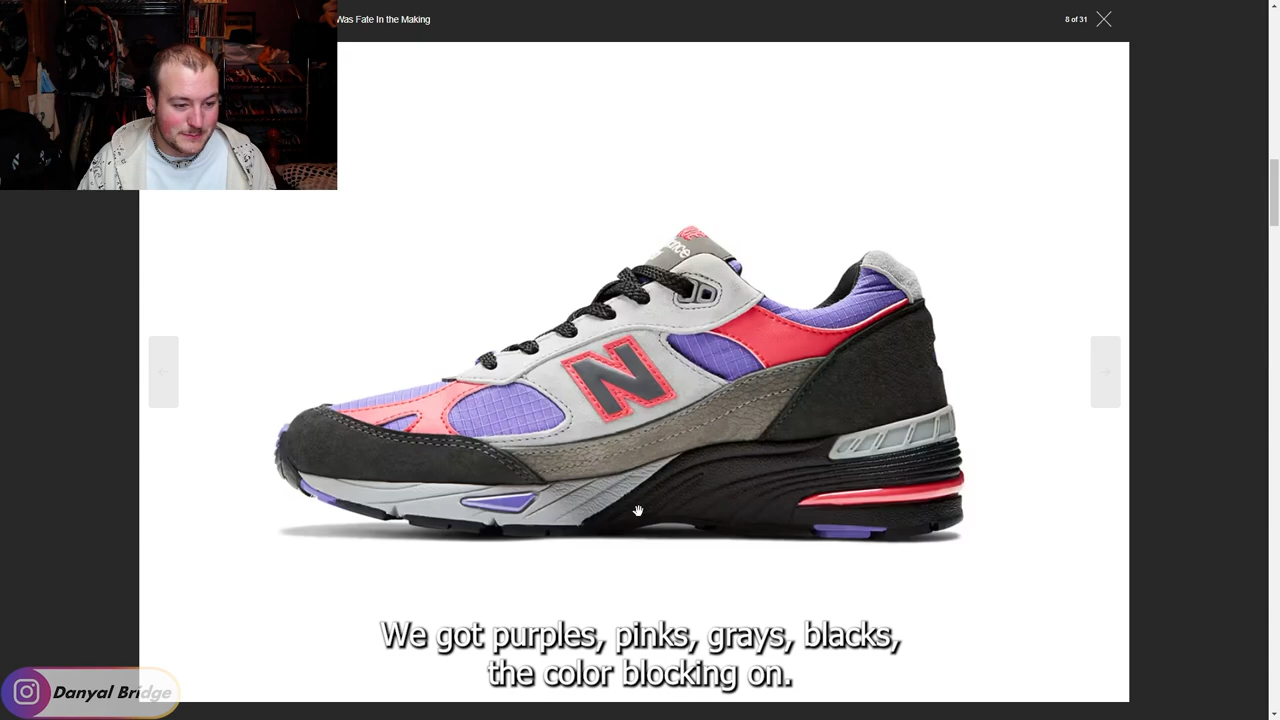 Was Fate In the Making
8 of 31
N
We got purples, pinks, grays, blacks,
the color blocking on.
Danyal Bridge